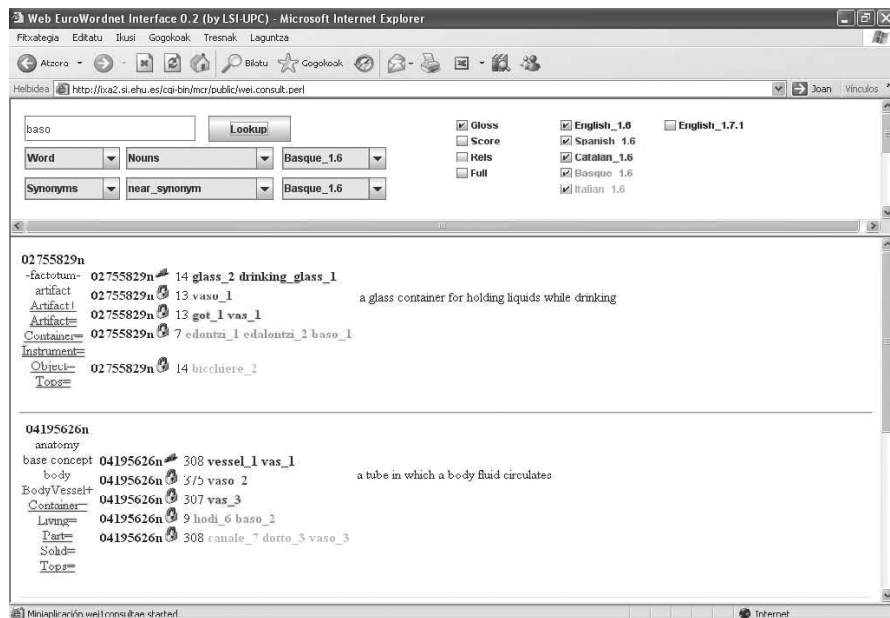 Web EuroWordnet Interface 0.2 (by LSI-UPC) - Microsoft Internet Explorer
Fitxategia Editatu Ikusi Gogokoak Tresnak Laguntza
Atzera Bilatu Gogokoak
Helbidea http://ixa2.si.ehu.es/cgi-bin/mcr/public/wei.consult.perl Joan Vínculos
baso Lookup Gloss English_1.6 English_1.7.1
Score Spanish 1.6
Word Nouns Basque_1.6 Rels Catalan_1.6
Full Basque 1.6
Synonyms near_synonym Basque_1.6 Italian 1.6
02755829n
-factotum- 02755829n 14 glass_2 drinking_glass_1
artifact 02755829n 13 vaso_1 a glass container for holding liquids while drinking
Artifact+
Artifact= 02755829n 13 got_1 vas_1
Container= 02755829n 7 edontzi_1 edalontzi_2 baso_1
Instrument=
Object= 02755829n 14 bicchiere_2
Tops=
04195626n
anatomy
base concept 04195626n 308 vessel_1 vas_1
body 04195626n 375 vaso 2 a tube in which a body fluid circulates
BodyVessel+
Container= 04195626n 307 vas_3
Living= 04195626n 9 hodi_6 baso_2
Part= 04195626n 308 canale_7 dotto_3 vaso_3
Solid=
Tops=
Miniaplicación wei1consultae started Internet